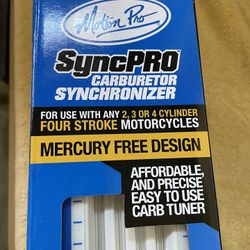 Motion Pro
SyncPRO
CARBURETOR
SYNCHRONIZER
FOR USE WITH ANY 2, 3 OR 4 CYLINDER
FOUR STROKE MOTORCYCLES
MERCURY FREE DESIGN
AFFORDABLE,
AND PRECISE
EASY TO USE
CARB TUNER